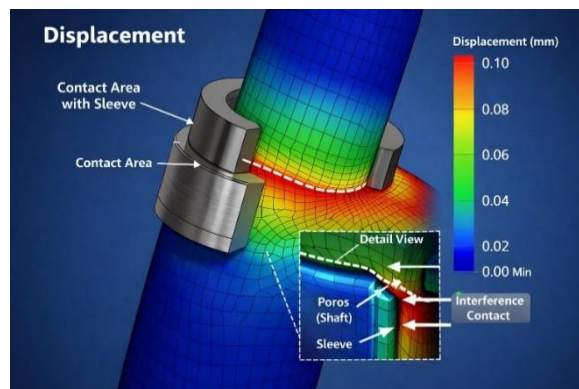 Displacement
Contact Area
with Sleeve
Contact Area
Displacement (mm)
0.10
0.08
0.06
0.04
0.02
0.00 Min
Detail View
Poros
(Shaft)
Sleeve
Interference
Contact